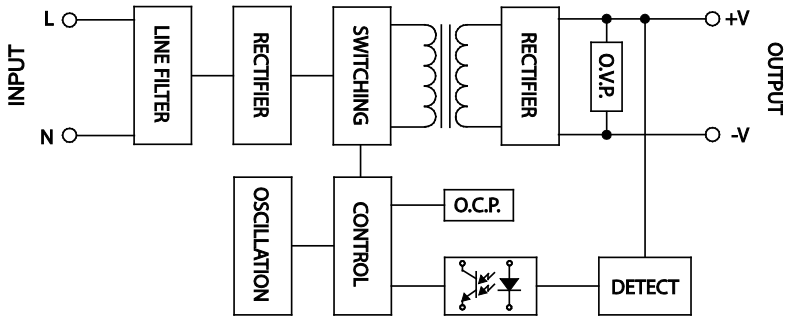 INPUT
L
N
LINE FILTER
RECTIFIER
SWITCHING
RECTIFIER
O.V.P.
+V
-V
OUTPUT
OSCILLATION
CONTROL
O.C.P.
DETECT